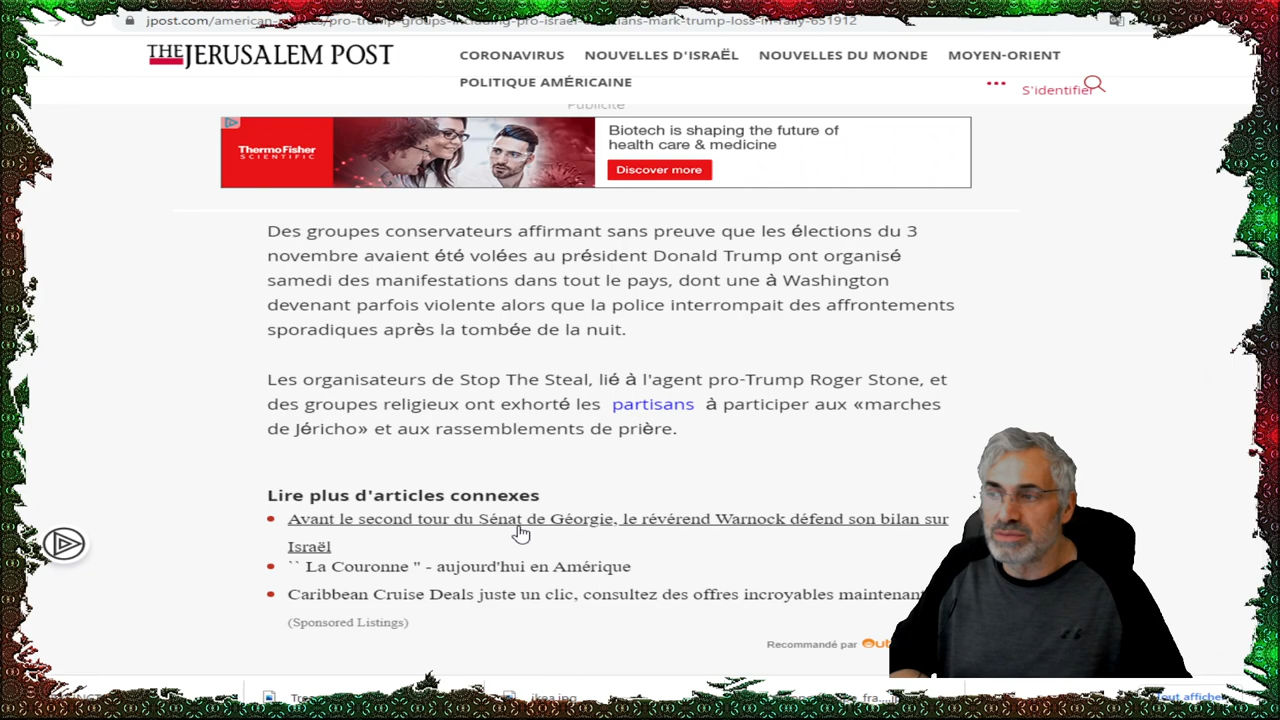 jpost.com/american-politics/pro-trump-groups-including-pro-israel-christians-mark-trump-loss-in-rally-651912
THE JERUSALEM POST
CORONAVIRUS NOUVELLES D'ISRAËL NOUVELLES DU MONDE MOYEN-ORIENT
POLITIQUE AMÉRICAINE
S'identifier
Publicité
ThermoFisher
SCIENTIFIC
Biotech is shaping the future of
health care & medicine
Discover more
Des groupes conservateurs affirmant sans preuve que les élections du 3
novembre avaient été volées au président Donald Trump ont organisé
samedi des manifestations dans tout le pays, dont une à Washington
devenant parfois violente alors que la police interrompait des affrontements
sporadiques après la tombée de la nuit.
Les organisateurs de Stop The Steal, lié à l'agent pro-Trump Roger Stone, et
des groupes religieux ont exhorté les partisans à participer aux «marches
de Jéricho» et aux rassemblements de prière.
Lire plus d'articles connexes
Avant le second tour du Sénat de Géorgie, le révérend Warnock défend son bilan sur
Israël
`` La Couronne '' - aujourd'hui en Amérique
Caribbean Cruise Deals juste un clic, consultez des offres incroyables maintenant
(Sponsored Listings)
Recommandé par
ikea.jpg
tout affiche